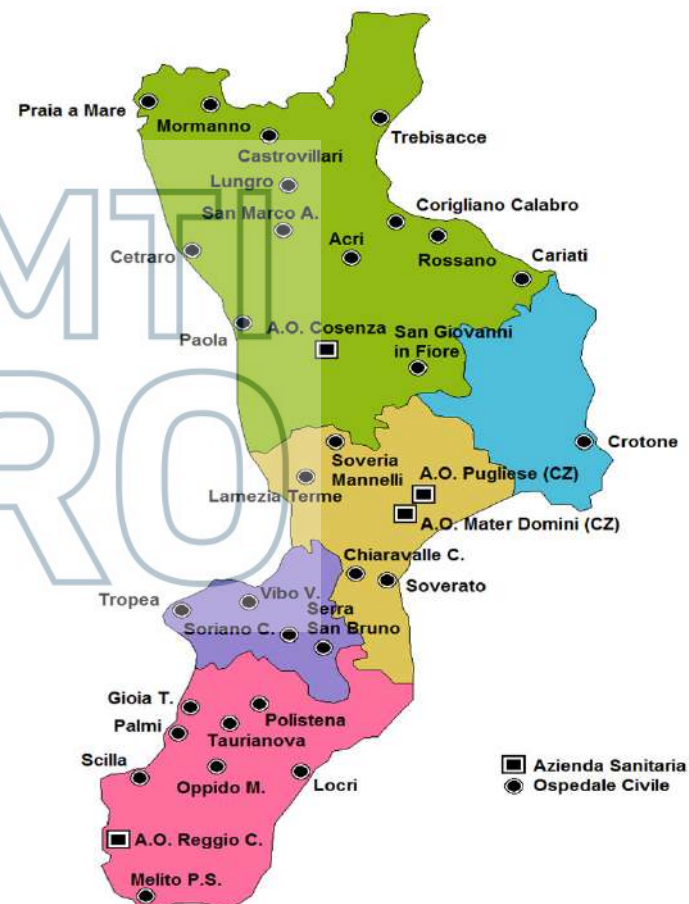 Praia a Mare
Mormanno
Trebisacce
Castrovillari
Lungro
San Marco A.
Corigliano Calabro
Acri
Rossano
Cetraro
Cariati
A.O. Cosenza
San Giovanni
in Fiore
Paola
Crotone
Soveria
Mannelli
A.O. Pugliese (CZ)
Lamezia Terme
A.O. Mater Domini (CZ)
Chiaravalle C.
Soverato
Vibo V.
Tropea
Serra
San Bruno
Soriano C.
Gioia T.
Polistena
Palmi
Taurianova
Scilla
Oppido M.
Locri
Azienda Sanitaria
Ospedale Civile
A.O. Reggio C.
Melito P.S.
MTI
RO